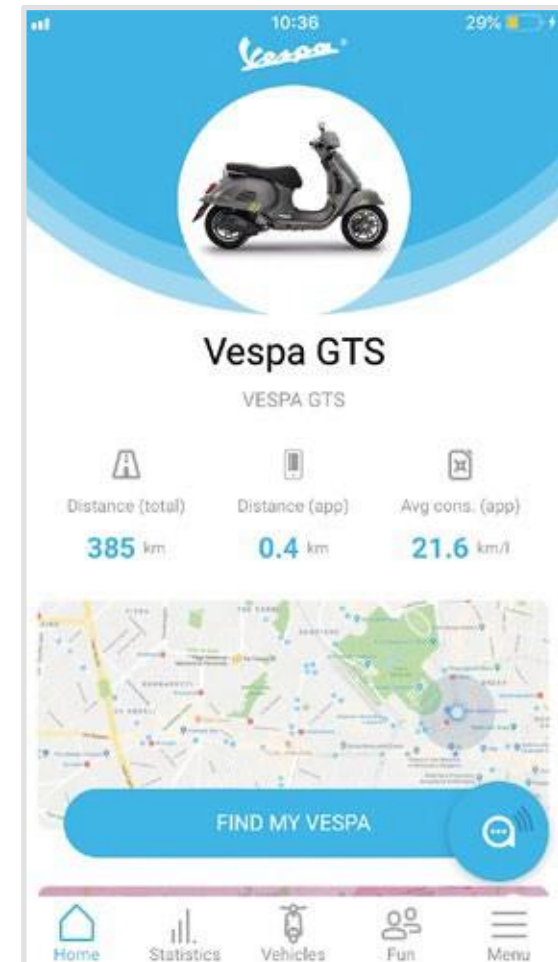 10:36
29%
Vespa
Vespa GTS
VESPA GTS
Distance (total)
Distance (app)
Avg cons. (app)
385 km
0.4 km
21.6 km/l
FIND MY VESPA
Home
Statistics
Vehicles
Fun
Menu